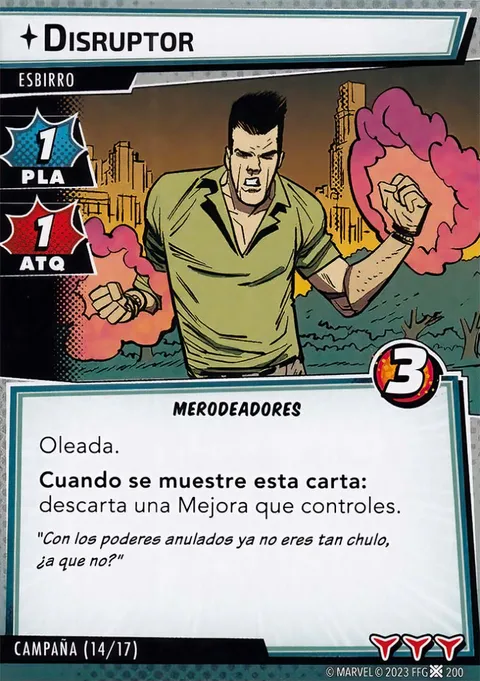 DISRUPTOR
ESBIRRO
1
PLA
1
ATQ
3
MERODEADORES
Oleada.
Cuando se muestre esta carta:
descarta una Mejora que controles.
"Con los poderes anulados ya no eres tan chulo,
¿a que no?"
CAMPAÑA (14/17)
© MARVEL © 2023 FFG 200